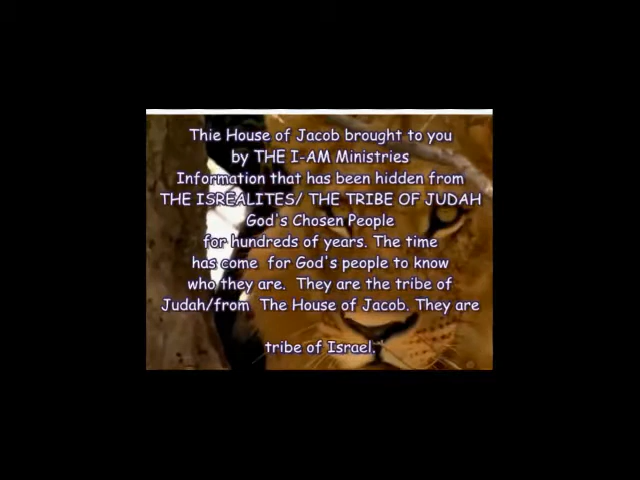 Thie House of Jacob brought to you
by THE I-AM Ministries
Information that has been hidden from
THE ISREALITES/ THE TRIBE OF JUDAH
God's Chosen People
for hundreds of years. The time
has come for God's people to know
who they are. They are the tribe of
Judah/from The House of Jacob. They are
tribe of Israel.